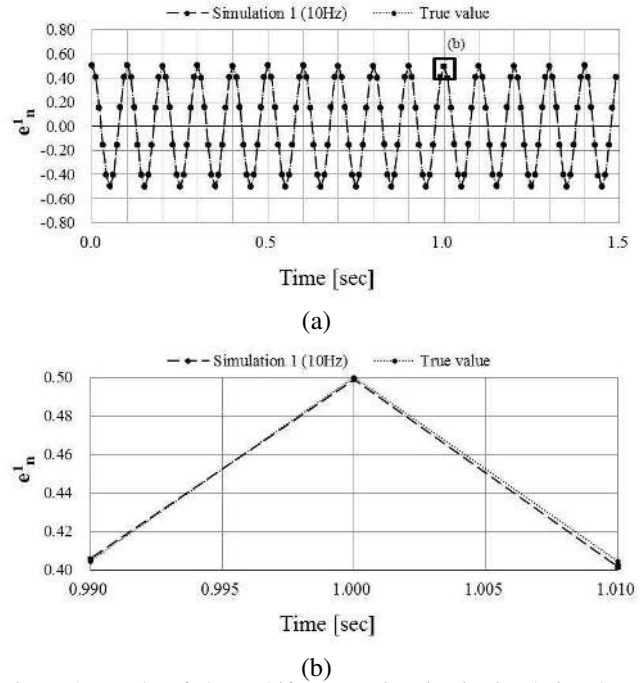 Simulation 1 (10Hz) True value
0.80
0.60
0.40
0.20
0.00
-0.20
-0.40
-0.60
-0.80
e¹n
(b)
0.0 0.5 1.0 1.5
Time [sec]
(a)
Simulation 1 (10Hz) True value
0.50
0.48
0.46
0.44
0.42
0.40
e¹n
0.990 0.995 1.000 1.005 1.010
Time [sec]
(b)